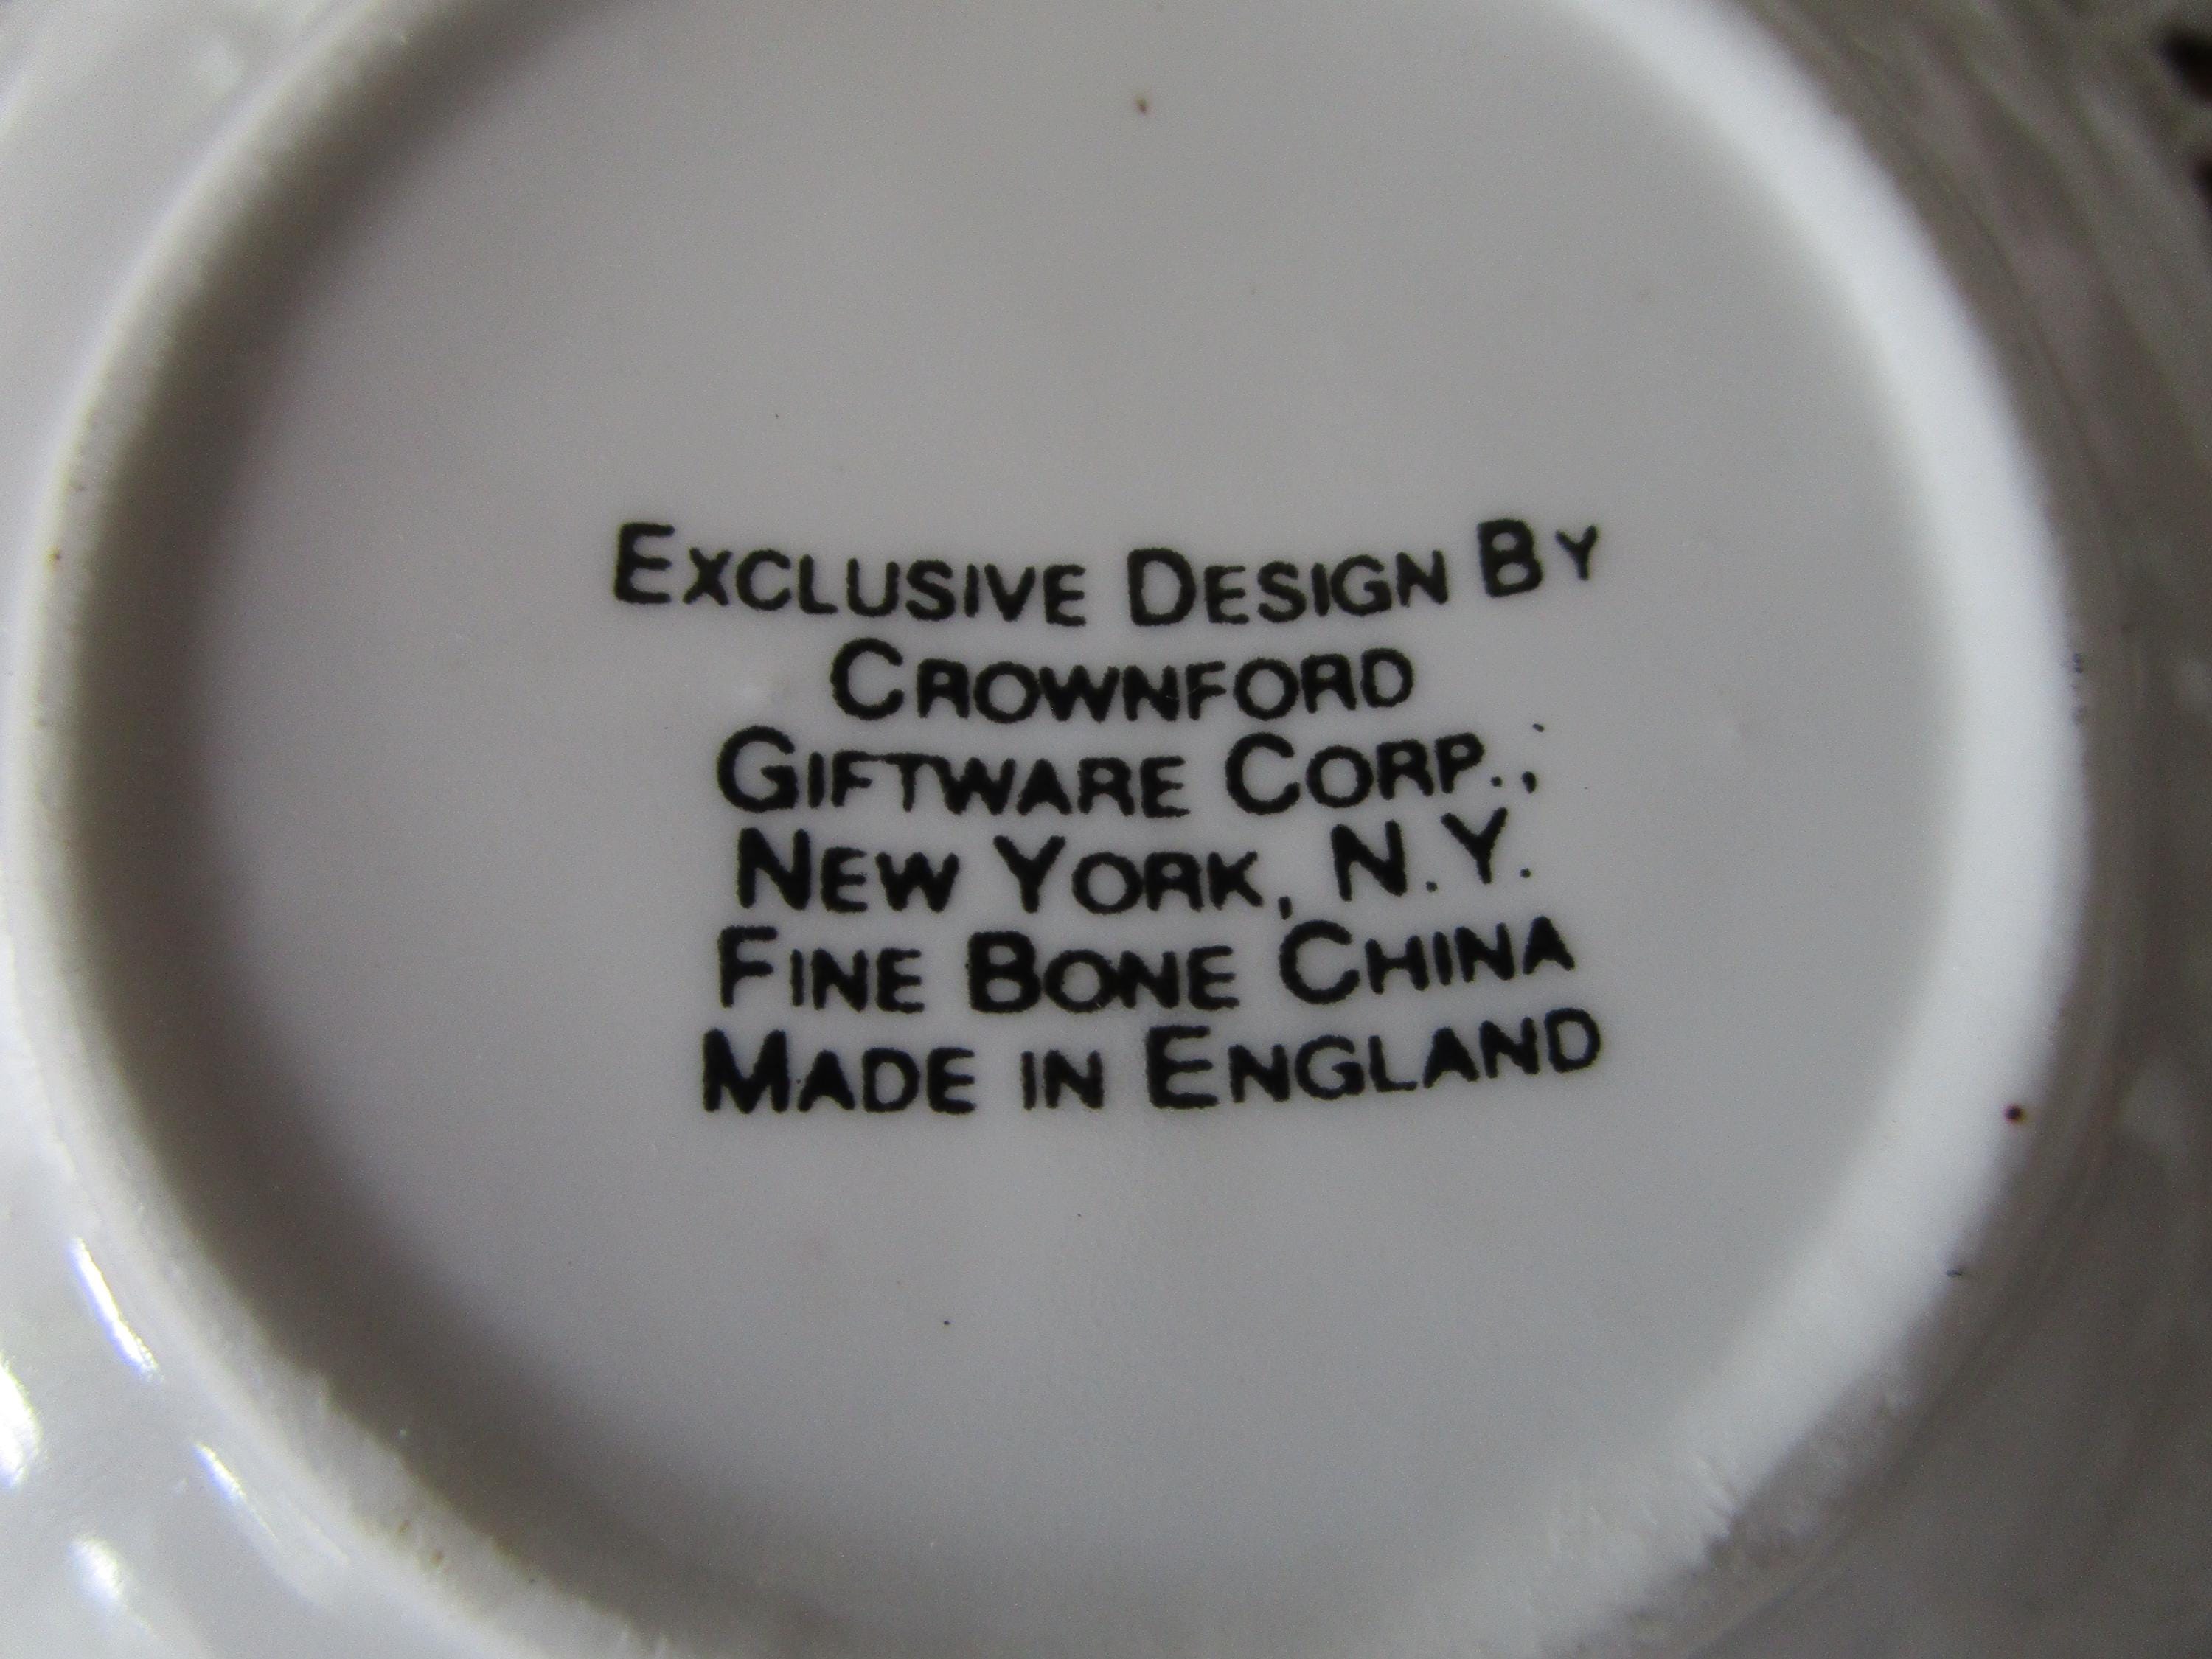 Exclusive Design By
Crownford
Giftware Corp.,
New York, N.Y.
Fine Bone China
Made in England